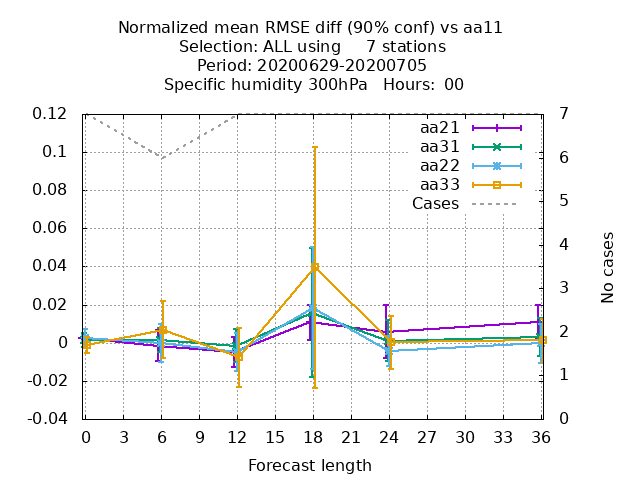 Normalized mean RMSE diff (90% conf) vs aa11
Selection: ALL using     7 stations
Period: 20200629-20200705
Specific humidity 300hPa   Hours:  00
aa21
aa31
aa22
aa33
Cases
0.12
0.1
0.08
0.06
0.04
0.02
0
-0.02
-0.04
7
6
5
4
3
2
1
0
No cases
0 3 6 9 12 15 18 21 24 27 30 33 36
Forecast length